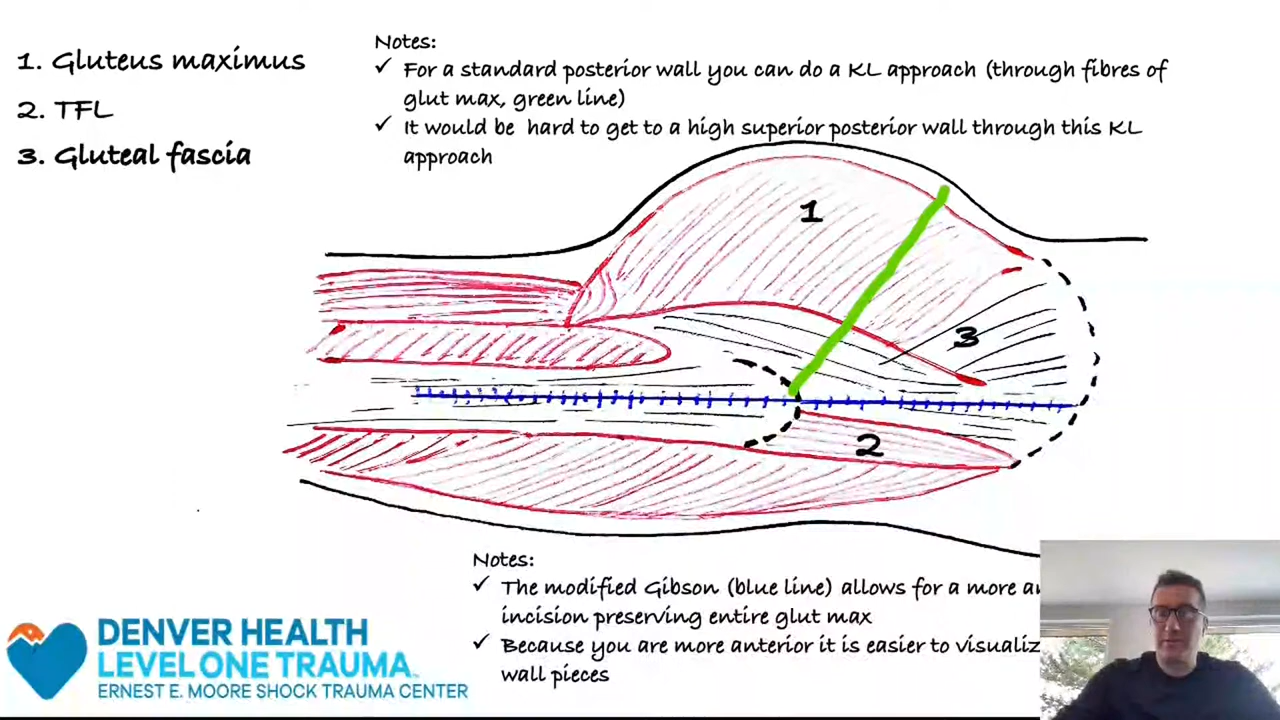 1. Gluteus maximus
2. TFL
3. Gluteal fascia
Notes:
✓ For a standard posterior wall you can do a KL approach (through fibres of
glut max, green line)
✓ It would be hard to get to a high superior posterior wall through this KL
approach
1
3
2
Notes:
✓ The modified Gibson (blue line) allows for a more
incision preserving entire glut max
✓ Because you are more anterior it is easier to
wall pieces
DENVER HEALTH
LEVEL ONE TRAUMA™
ERNEST E. MOORE SHOCK TRAUMA CENTER